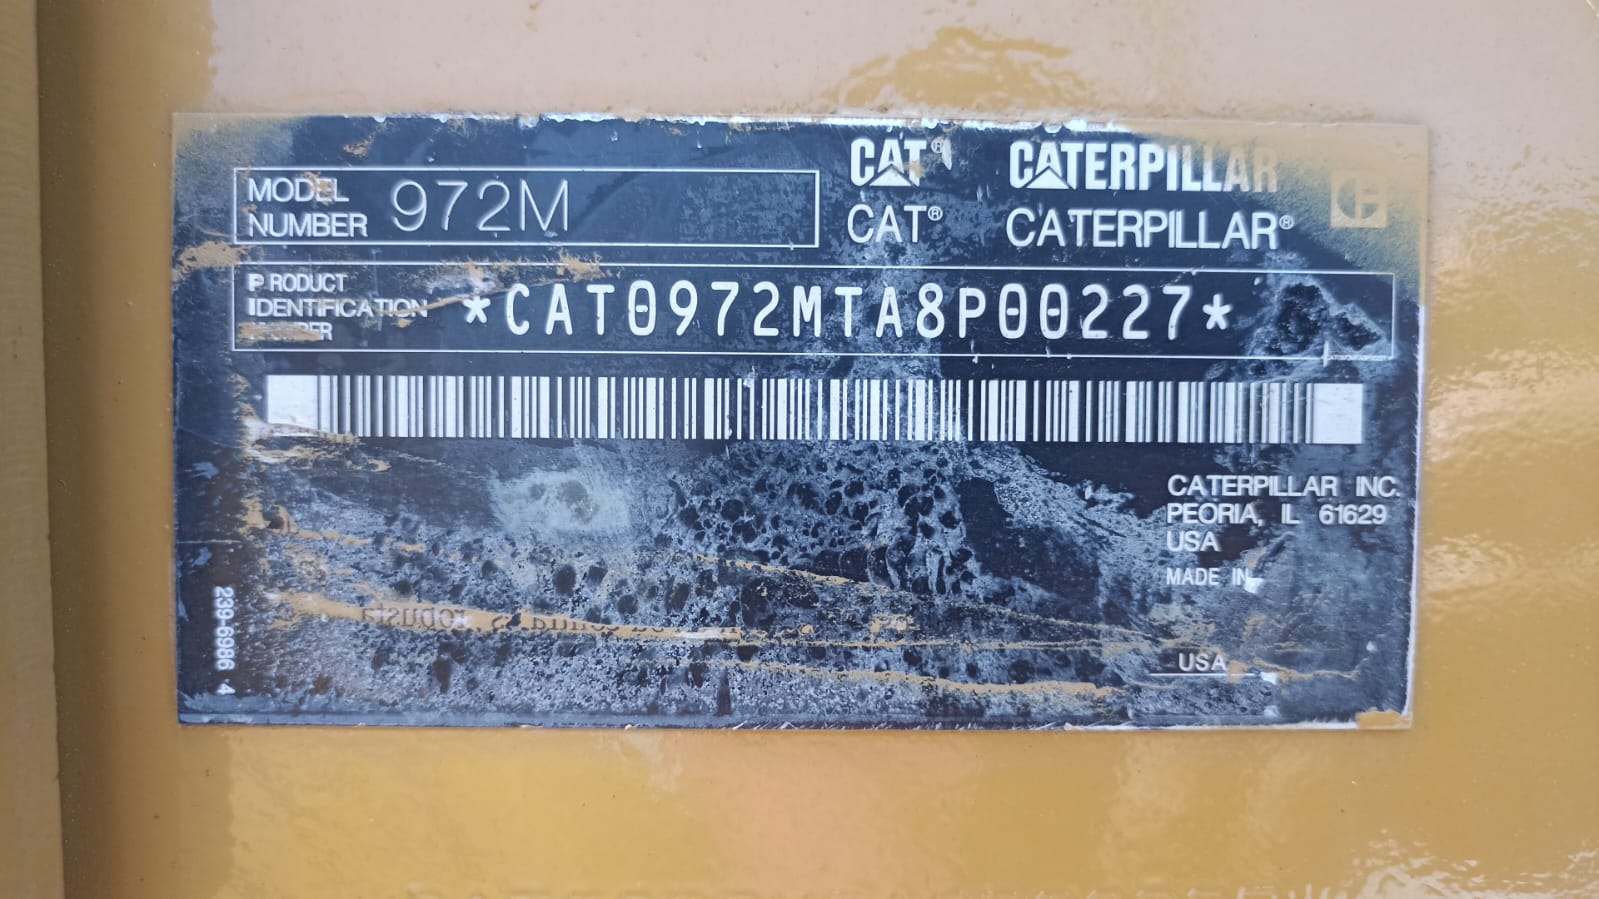 CAT® CATERPILLAR
MODEL NUMBER 972M
CAT® CATERPILLAR®
PRODUCT
IDENTIFICATION
NUMBER
*CAT0972MTA8P00227*
CATERPILLAR INC.
PEORIA, IL 61629
USA
MADE IN
USA
239-6986 4